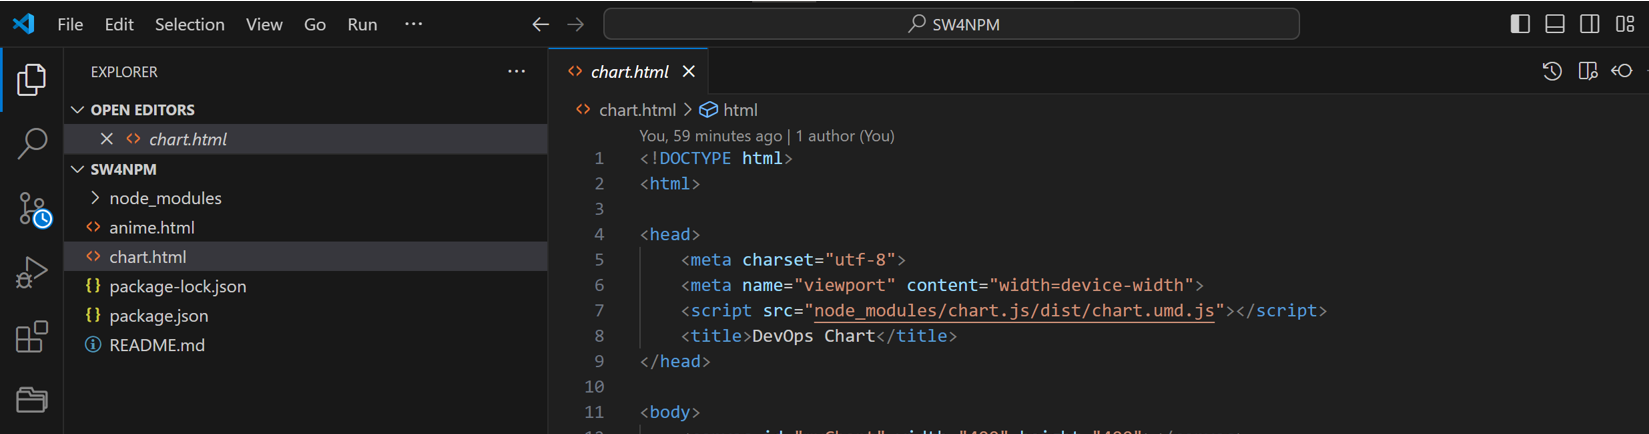 File Edit Selection View Go Run ···
SW4NPM
EXPLORER ···
OPEN EDITORS
chart.html
SW4NPM
node_modules
anime.html
chart.html
package-lock.json
package.json
README.md
chart.html
chart.html > html
You, 59 minutes ago | 1 author (You)
1 <!DOCTYPE html>
2 <html>
3
4 <head>
5 <meta charset="utf-8">
6 <meta name="viewport" content="width=device-width">
7 <script src="node_modules/chart.js/dist/chart.umd.js"></script>
8 <title>DevOps Chart</title>
9 </head>
10
11 <body>